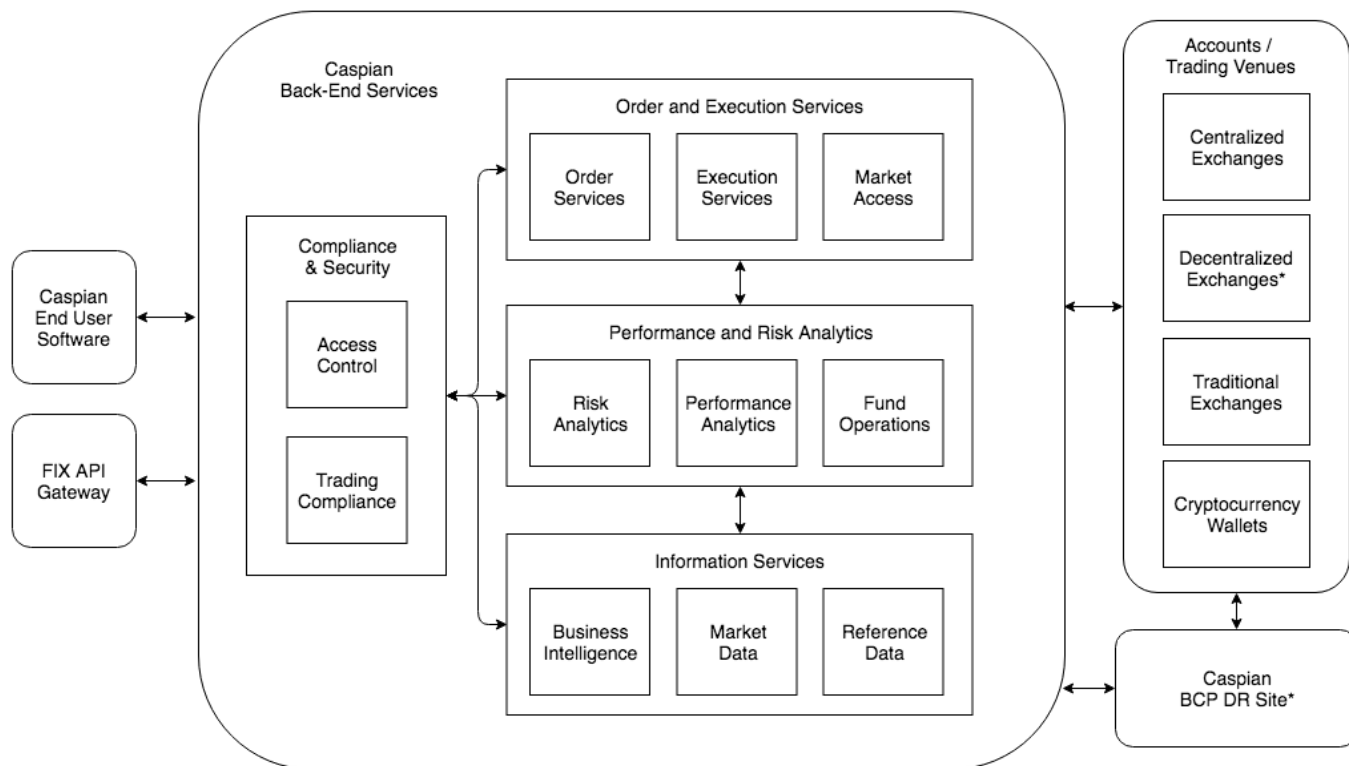 Caspian
Back-End Services
Order and Execution Services
Order
Services
Execution
Services
Market
Access
Compliance
& Security
Access
Control
Trading
Compliance
Caspian
End User
Software
FIX API
Gateway
Performance and Risk Analytics
Risk
Analytics
Performance
Analytics
Fund
Operations
Information Services
Business
Intelligence
Market
Data
Reference
Data
Accounts /
Trading Venues
Centralized
Exchanges
Decentralized
Exchanges*
Traditional
Exchanges
Cryptocurrency
Wallets
Caspian
BCP DR Site*